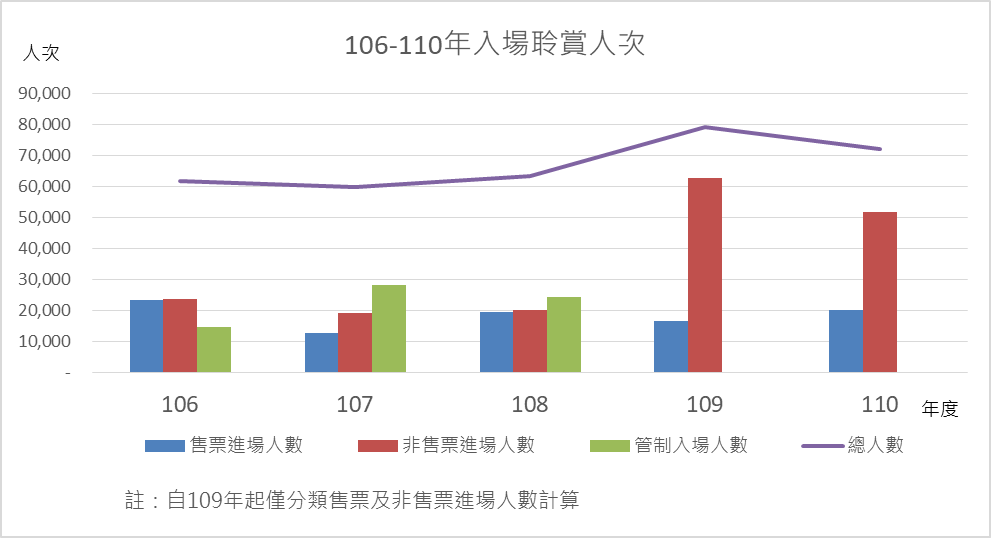 106-110年入場聆賞人次
人次
90,000
80,000
70,000
60,000
50,000
40,000
30,000
20,000
10,000
-
106 107 108 109 110 年度
售票進場人數 非售票進場人數 管制入場人數 總人數
註：自109年起僅分類售票及非售票進場人數計算